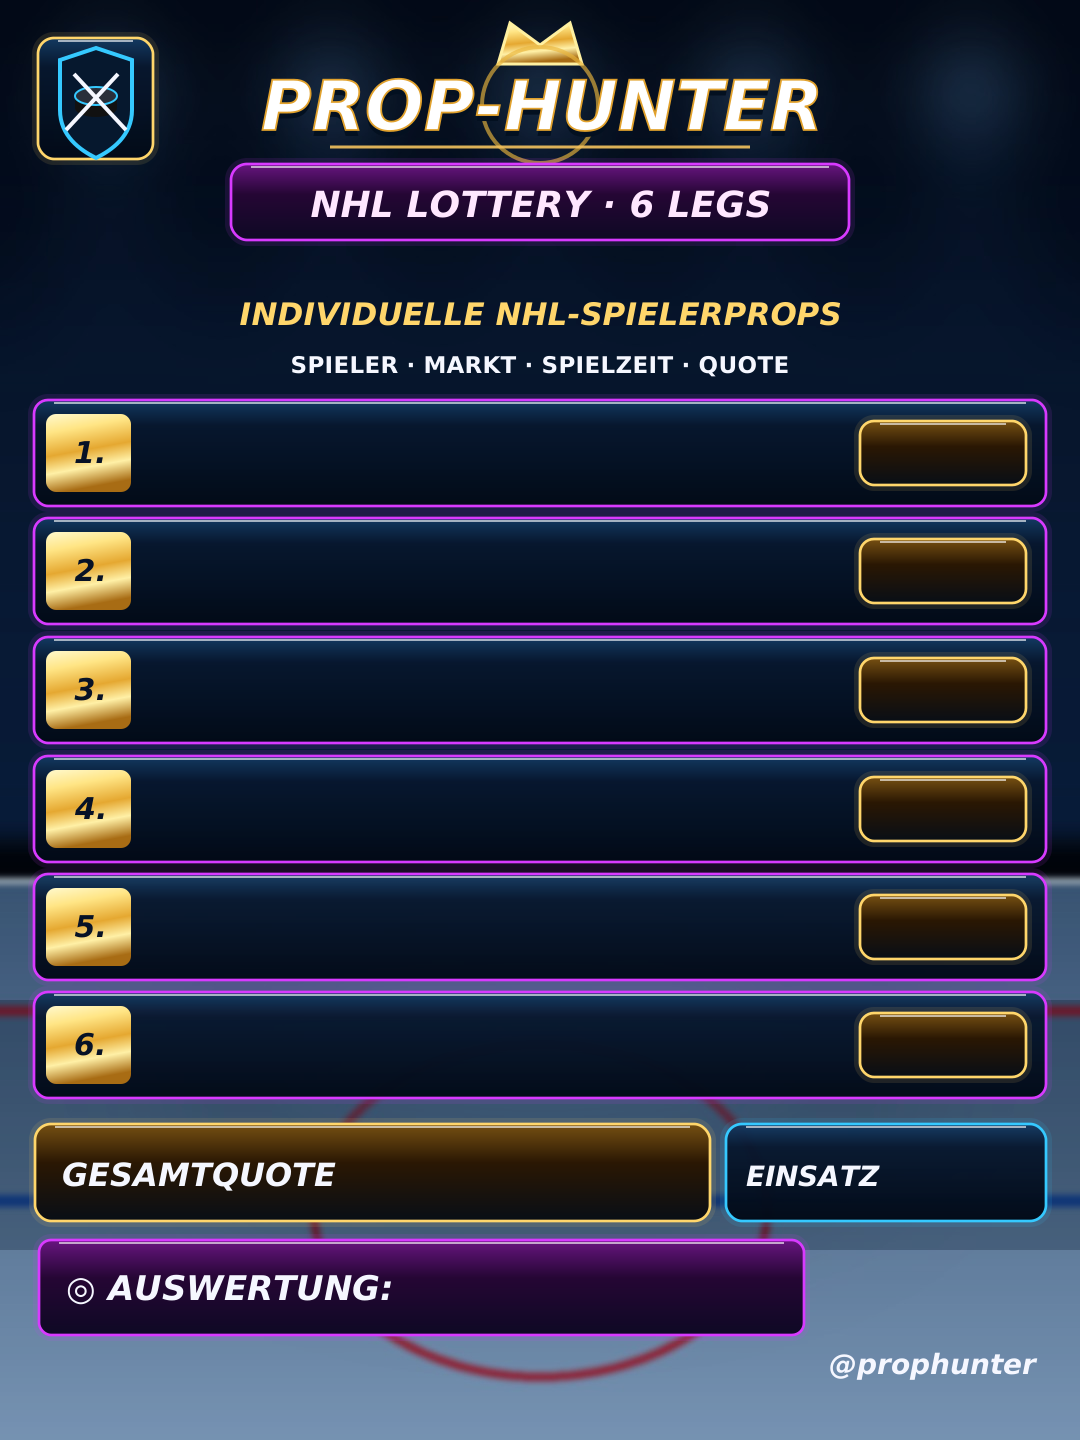 PROP-HUNTER
NHL LOTTERY · 6 LEGS
INDIVIDUELLE NHL-SPIELERPROPS
SPIELER · MARKT · SPIELZEIT · QUOTE
1.
2.
3.
4.
5.
6.
GESAMTQUOTE
EINSATZ
◎ AUSWERTUNG:
@prophunter